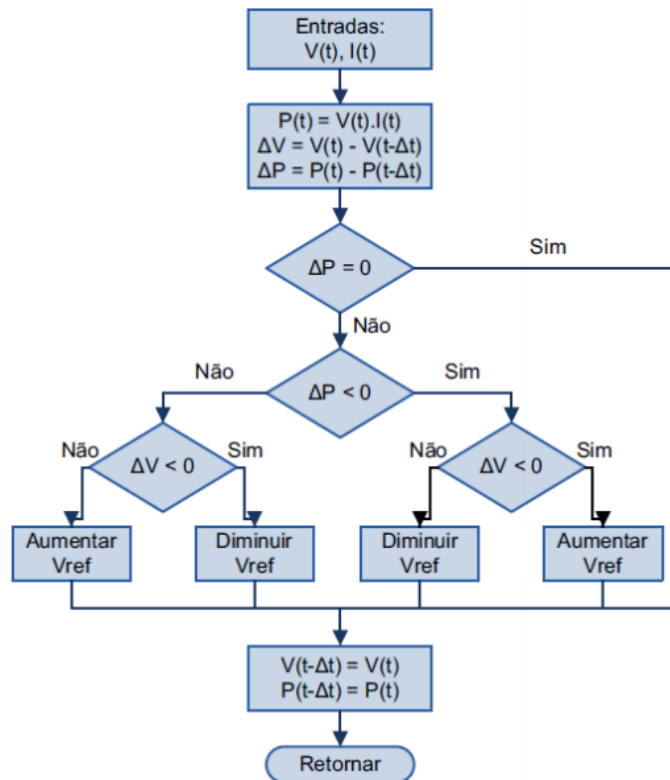 Entradas:
V(t), I(t)
P(t) = V(t).I(t)
ΔV = V(t) - V(t-Δt)
ΔP = P(t) - P(t-Δt)
ΔP = 0
Sim
Não
ΔP < 0
Não
Sim
ΔV < 0
Não
Sim
ΔV < 0
Não
Sim
Aumentar
Vref
Diminuir
Vref
Diminuir
Vref
Aumentar
Vref
V(t-Δt) = V(t)
P(t-Δt) = P(t)
Retornar